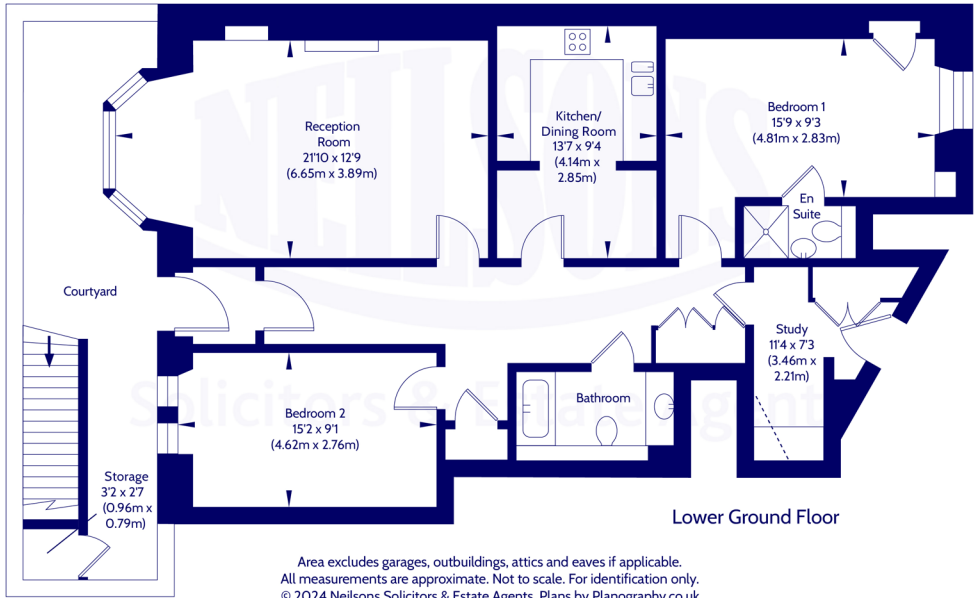 Reception
Room
21'10 x 12'9
(6.65m x 3.89m)
Kitchen/
Dining Room
13'7 x 9'4
(4.14m x
2.85m)
Bedroom 1
15'9 x 9'3
(4.81m x 2.83m)
En
Suite
Courtyard
Study
11'4 x 7'3
(3.46m x
2.21m)
Bedroom 2
15'2 x 9'1
(4.62m x 2.76m)
Bathroom
Storage
3'2 x 2'7
(0.96m x
0.79m)
NEILSONS
Solicitors & Estate Agents
Lower Ground Floor
Area excludes garages, outbuildings, attics and eaves if applicable.
All measurements are approximate. Not to scale. For identification only.
© 2024 Neilsons Solicitors & Estate Agents. Plans by Planography.co.uk